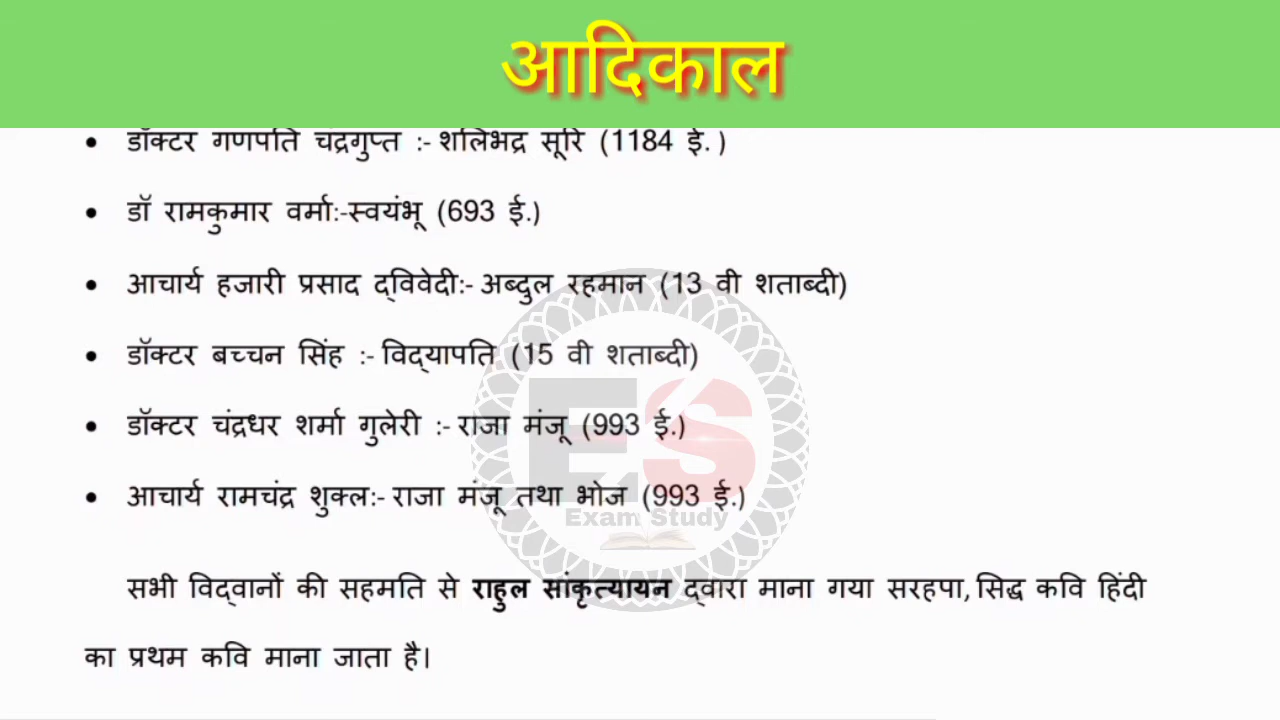 आदिकाल
• डॉक्टर गणपति चंद्रगुप्त :- शलिभद्र सूरि (1184 ई. )
• डॉ रामकुमार वर्मा:-स्वयंभू (693 ई.)
• आचार्य हजारी प्रसाद द्विवेदी:- अब्दुल रहमान (13 वी शताब्दी)
• डॉक्टर बच्चन सिंह :- विद्यापति (15 वी शताब्दी)
• डॉक्टर चंद्रधर शर्मा गुलेरी :- राजा मंजू (993 ई.)
• आचार्य रामचंद्र शुक्ल:- राजा मंजू तथा भोज (993 ई.)
ES
Exam Study
सभी विद्वानों की सहमति से राहुल सांकृत्यायन द्वारा माना गया सरहपा, सिद्ध कवि हिंदी
का प्रथम कवि माना जाता है।